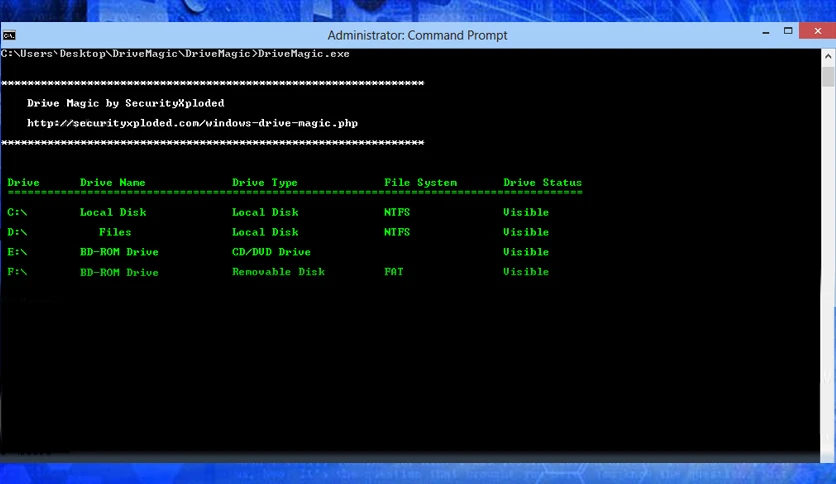 Administrator: Command Prompt
C:\Users\Desktop\DriveMagic\DriveMagic>DriveMagic.exe
****************************************************************
Drive Magic by SecurityXploded
http://securityxploded.com/windows-drive-magic.php
****************************************************************
Drive Drive Name Drive Type File System Drive Status
=======================================================================================
C:\ Local Disk Local Disk NTFS Visible
D:\ Files Local Disk NTFS Visible
E:\ BD-ROM Drive CD/DVD Drive Visible
F:\ BD-ROM Drive Removable Disk FAT Visible